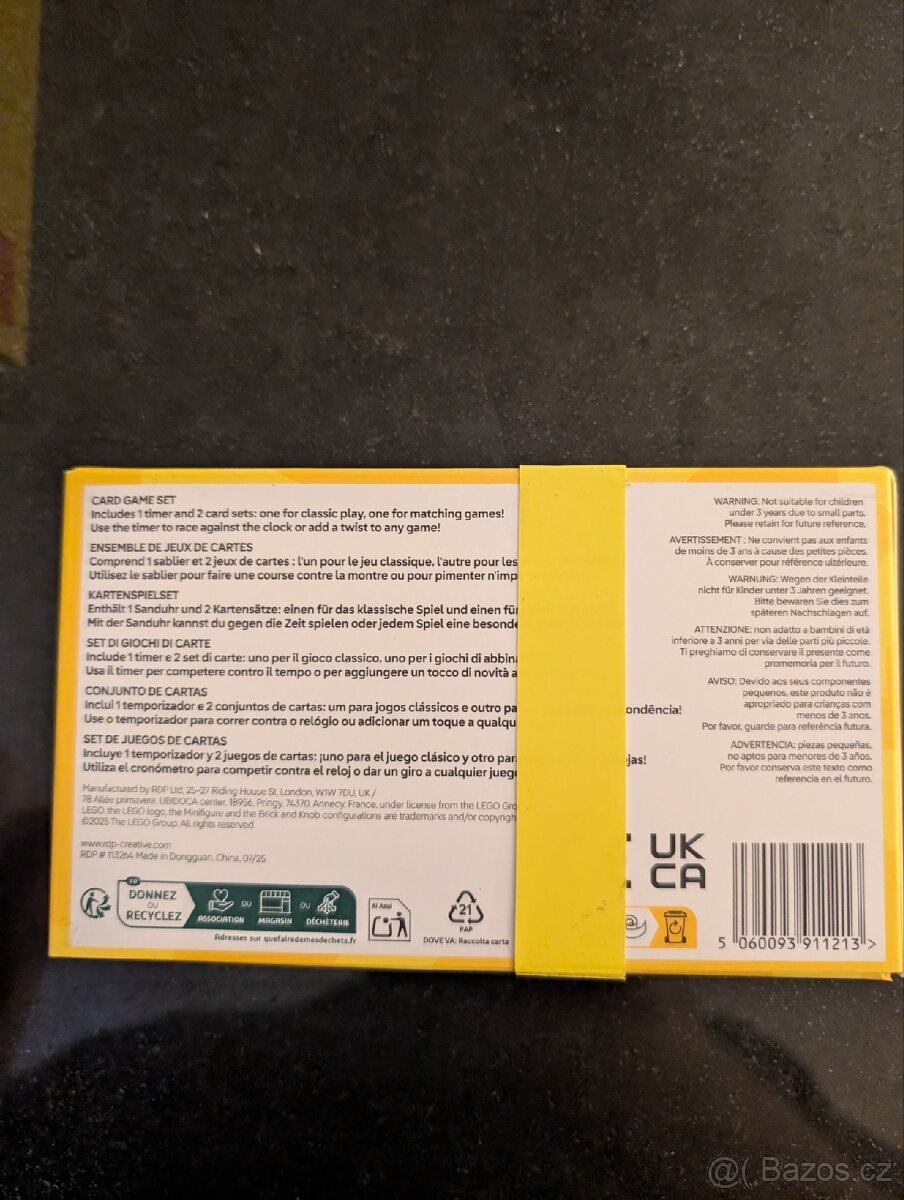 CARD GAME SET
Includes 1 timer and 2 card sets: one for classic play, one for matching games!
Use the timer to race against the clock or add a twist to any game!
ENSEMBLE DE JEUX DE CARTES
Comprend 1 sablier et 2 jeux de cartes : l'un pour le jeu classique, l'autre pour les
Utilisez le sablier pour faire une course contre la montre ou pour pimenter n'imp
KARTENSPIELSET
Enthält 1 Sanduhr und 2 Kartensätze: einen für das klassische Spiel und einen für
Mit der Sanduhr kannst du gegen die Zeit spielen oder jedem Spiel eine besonde
SET DI GIOCHI DI CARTE
Include 1 timer e 2 set di carte: uno per il gioco classico, uno per i giochi di abbina
Usa il timer per competere contro il tempo o per aggiungere un tocco di novità a
CONJUNTO DE CARTAS
Inclui 1 temporizador e 2 conjuntos de cartas: um para jogos clássicos e outro pa ondência!
Use o temporizador para correr contra o relógio ou adicionar um toque a qualqu
SET DE JUEGOS DE CARTAS
Incluye 1 temporizador y 2 juegos de cartas: ¡uno para el juego clásico y otro par ejas!
Utiliza el cronómetro para competir contra el reloj o dar un giro a cualquier juego
Manufactured by RDP Ltd, 25-27 Riding House St. London, W1W 7DU, UK /
78 Allée primavera, UBIDOCA center, 18956, Pringy, 74370, Annecy, France, under license from the LEGO Gr
LEGO, the LEGO logo, the Minifigure and the Brick and Knob configurations are trademarks and/or copyright
©2025 The LEGO Group. All rights reserved
www.rdp-creative.com
RDP # 113264 Made in Dongguan, China, 07/25
FR
DONNEZ
OU
RECYCLEZ
ASSOCIATION
OU
MAGASIN
OU
DÉCHÈTERIE
Adresses sur quefairedemesdechets.fr
Al Azul
21
PAP
DOVE VA: Raccolta carta
WARNING: Not suitable for children
under 3 years due to small parts.
Please retain for future reference.
AVERTISSEMENT : Ne convient pas aux enfants
de moins de 3 ans à cause des petites pièces.
À conserver pour référence ultérieure.
WARNUNG: Wegen der Kleinteile
nicht für Kinder unter 3 Jahren geeignet.
Bitte bewaren Sie dies zum
späteren Nachschlagen auf.
ATTENZIONE: non adatto a bambini di età
inferiore a 3 anni per via delle parti più piccole.
Ti preghiamo di conservare il presente come
promemoria per il futuro.
AVISO: Devido aos seus componentes
pequenos, este produto não é
apropriado para crianças com
menos de 3 anos.
Por favor, guarde para referência futura.
ADVERTENCIA: piezas pequeñas.
no aptos para menores de 3 años.
Por favor conserva este texto como
referencia en el futuro.
UK
CA
5 060093 911213 >
@( Bazos.cz